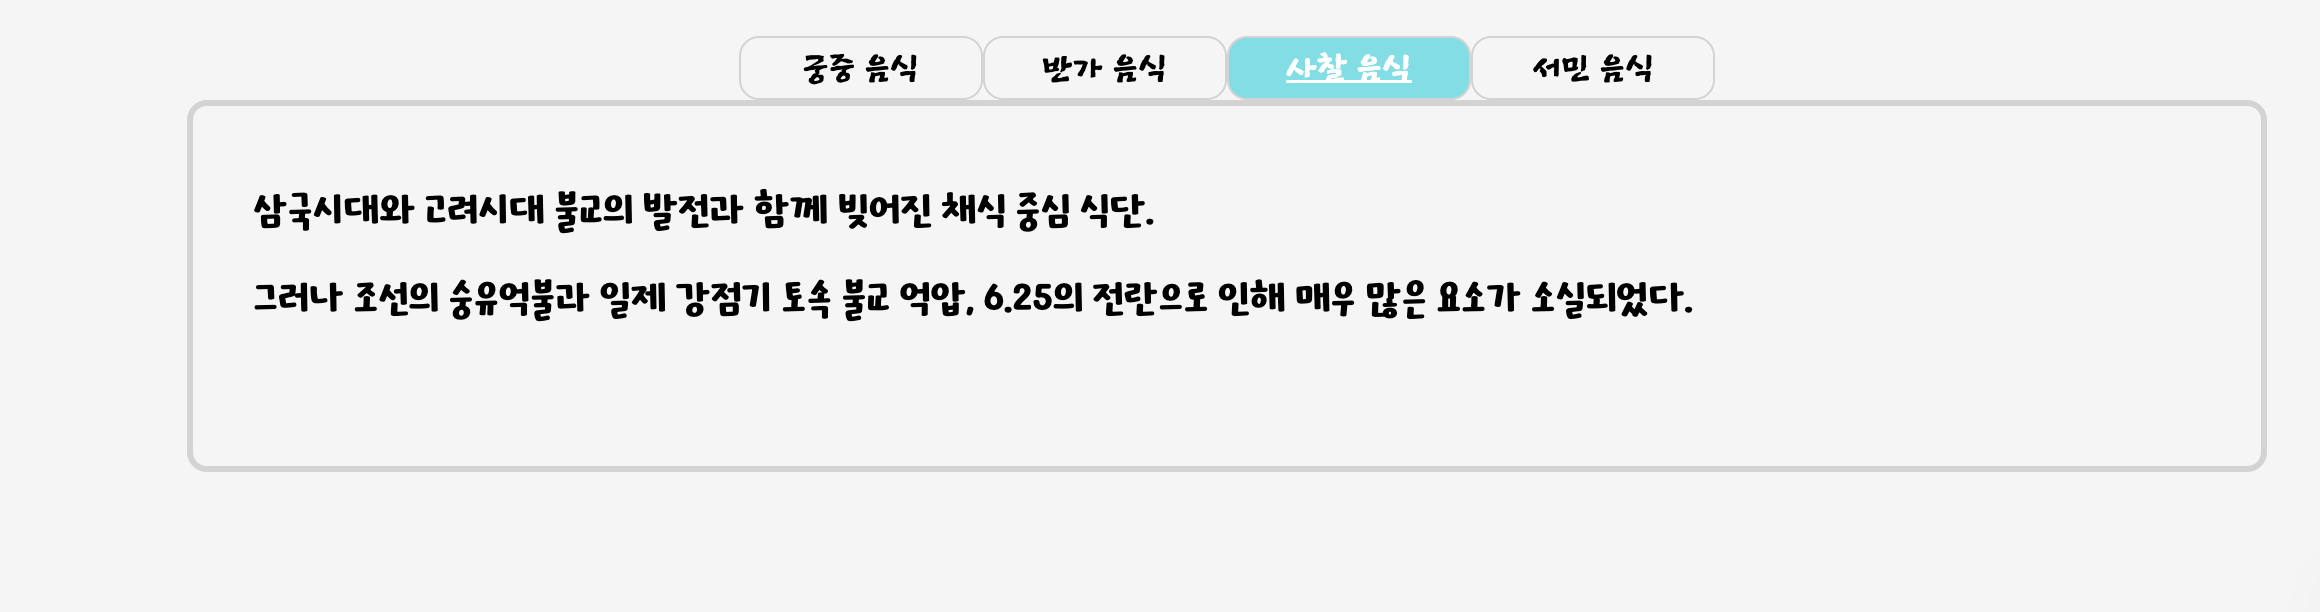 궁중 음식
반가 음식
사찰 음식
서민 음식
삼국시대와 고려시대 불교의 발전과 함께 빚어진 채식 중심 식단.
그러나 조선의 숭유억불과 일제 강점기 토속 불교 억압, 6.25의 전란으로 인해 매우 많은 요소가 소실되었다.